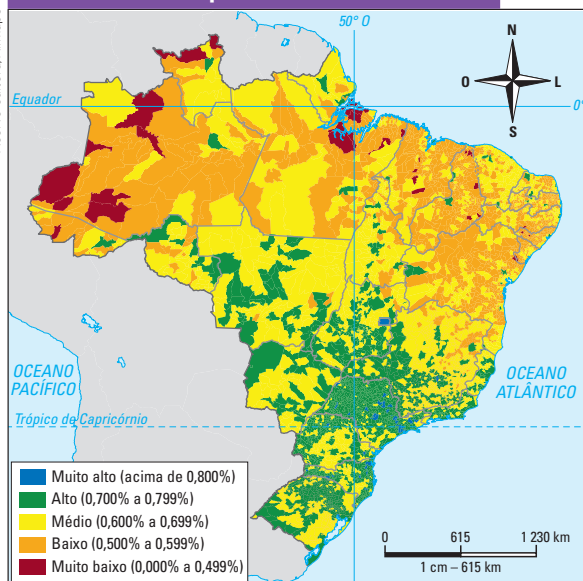 50° O
N
O
L
S
Equador
0°
OCEANO
PACÍFICO
OCEANO
ATLÂNTICO
Trópico de Capricórnio
Muito alto (acima de 0,800%)
Alto (0,700% a 0,799%)
Médio (0,600% a 0,699%)
Baixo (0,500% a 0,599%)
Muito baixo (0,000% a 0,499%)
0 615 1 230 km
1 cm – 615 km